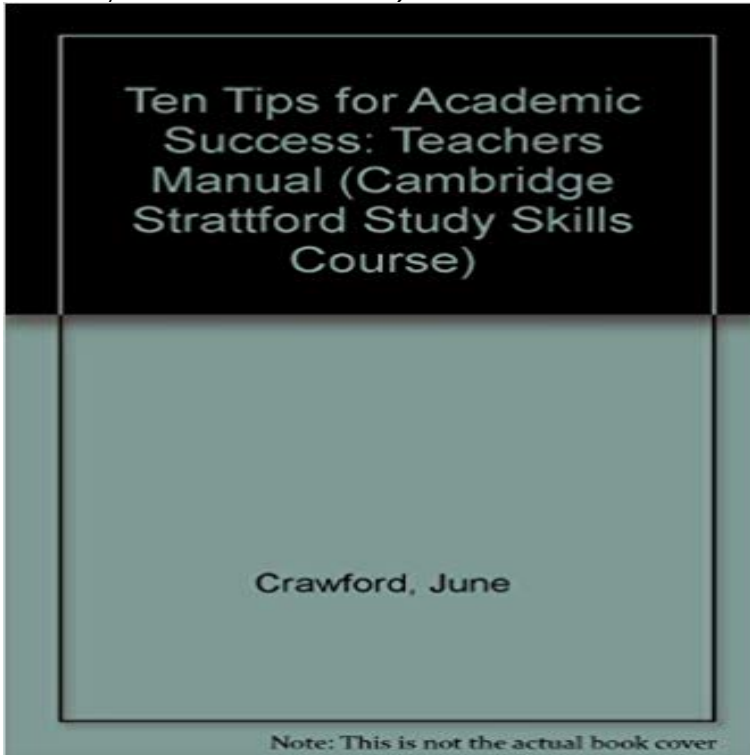 Ten Tips for Academic
Success: Teachers
Manual (Cambridge
Strattford Study Skills
Course)
Crawford, June
Note: This is not the actual book cover